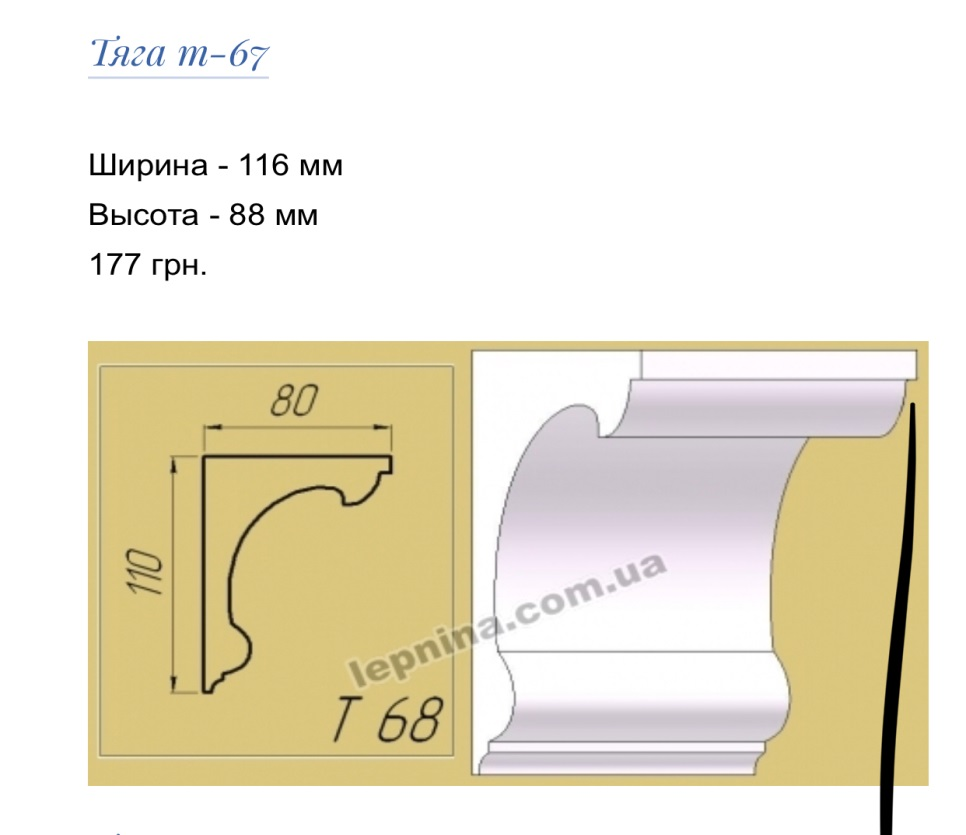 Тяга т-67
Ширина - 116 мм
Высота - 88 мм
177 грн.
80
110
lepnina.com.ua
Т 68